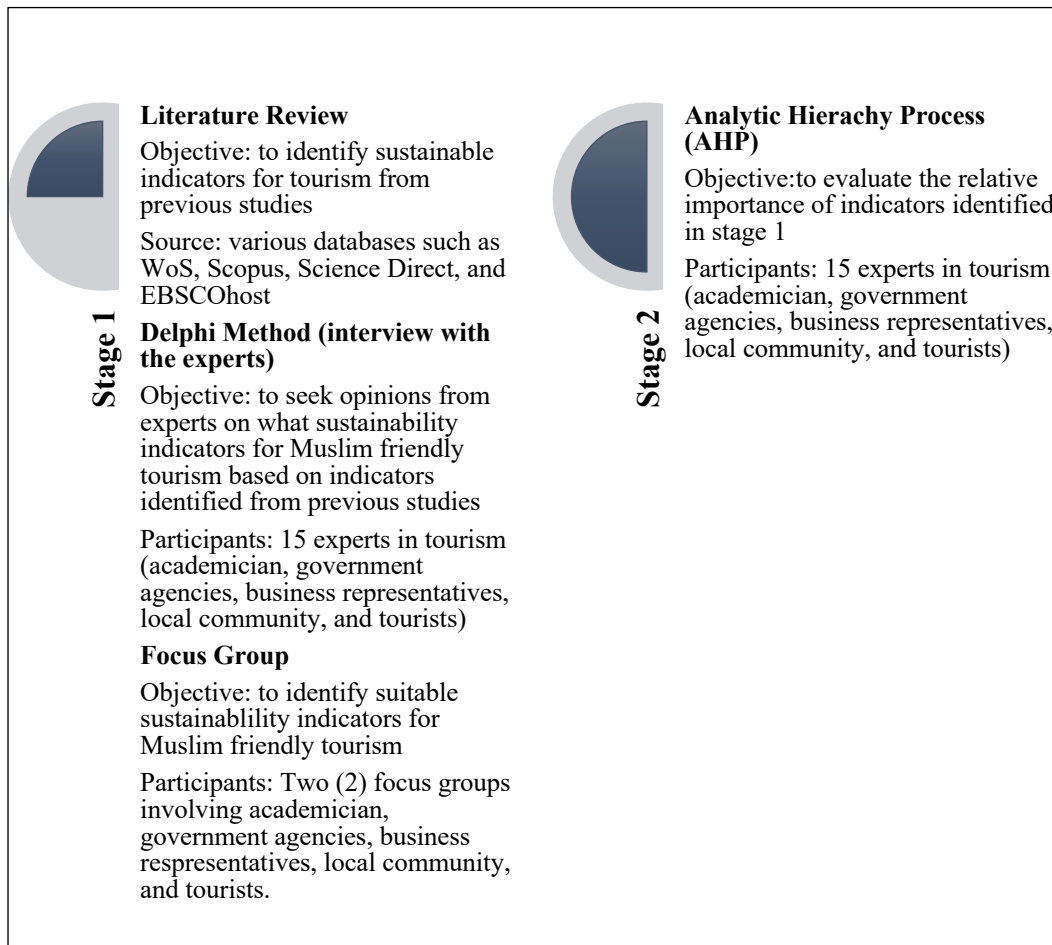 Stage 1
Literature Review
Objective: to identify sustainable
indicators for tourism from
previous studies
Source: various databases such as
WoS, Scopus, Science Direct, and
EBSCOhost
Delphi Method (interview with
the experts)
Objective: to seek opinions from
experts on what sustainability
indicators for Muslim friendly
tourism based on indicators
identified from previous studies
Participants: 15 experts in tourism
(academician, government
agencies, business representatives,
local community, and tourists)
Focus Group
Objective: to identify suitable
sustainablility indicators for
Muslim friendly tourism
Participants: Two (2) focus groups
involving academician,
government agencies, business
respresentatives, local community,
and tourists.
Stage 2
Analytic Hierachy Process
(AHP)
Objective:to evaluate the relative
importance of indicators identified
in stage 1
Participants: 15 experts in tourism
(academician, government
agencies, business representatives,
local community, and tourists)